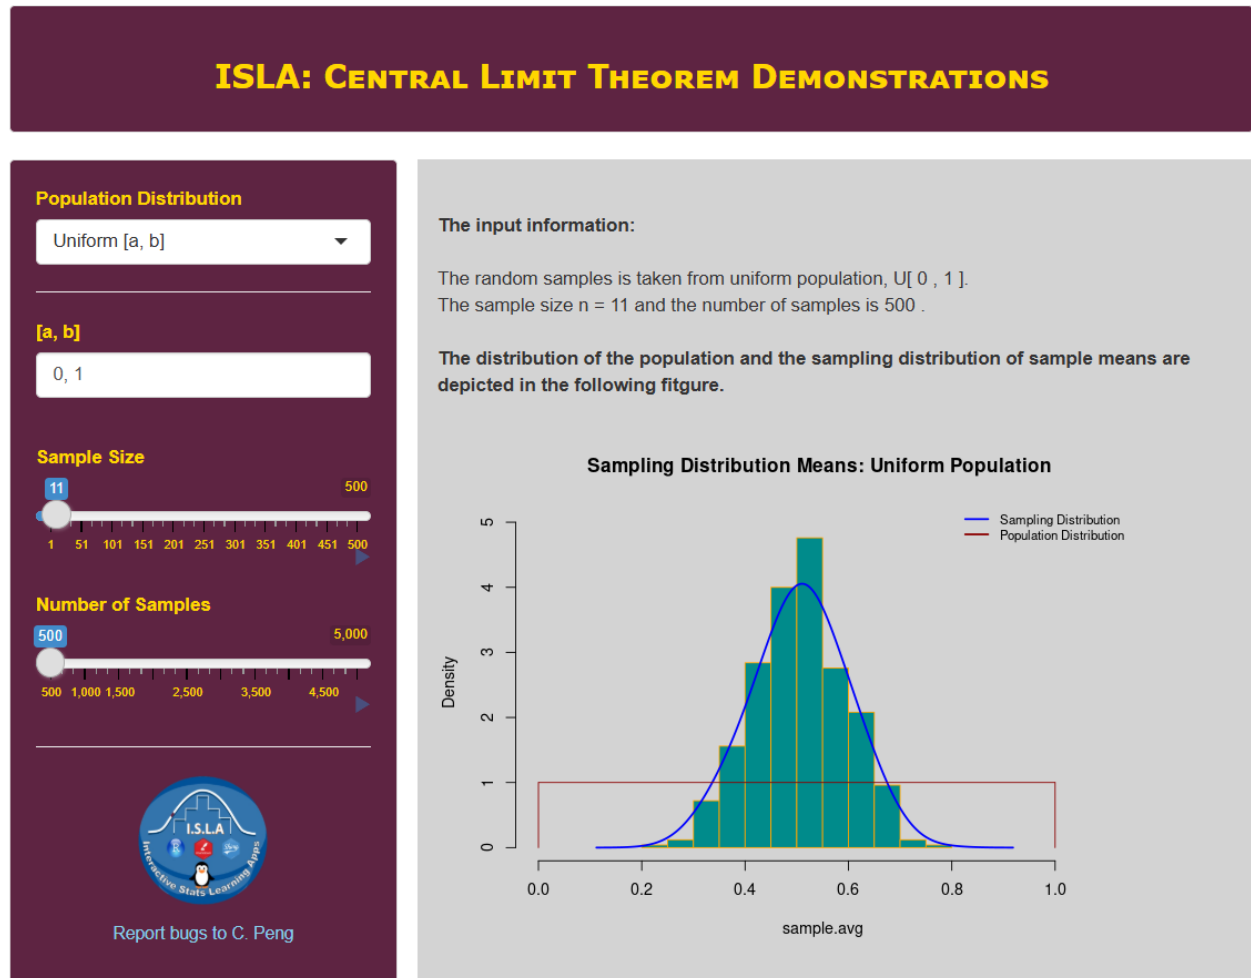 ISLA: Central Limit Theorem Demonstrations
Population Distribution
Uniform [a, b]
[a, b]
0, 1
Sample Size
11
500
1 51 101 151 201 251 301 351 401 451 500
Number of Samples
500
5,000
500 1,000 1,500 2,500 3,500 4,500
I.S.L.A
Interactive Stats Learning Apps
Report bugs to C. Peng
The input information:
The random samples is taken from uniform population, U[ 0 , 1 ].
The sample size n = 11 and the number of samples is 500 .
The distribution of the population and the sampling distribution of sample means are
depicted in the following fitgure.
Sampling Distribution Means: Uniform Population
Sampling Distribution
Population Distribution
Density
5
4
3
2
1
0
0.0 0.2 0.4 0.6 0.8 1.0
sample.avg